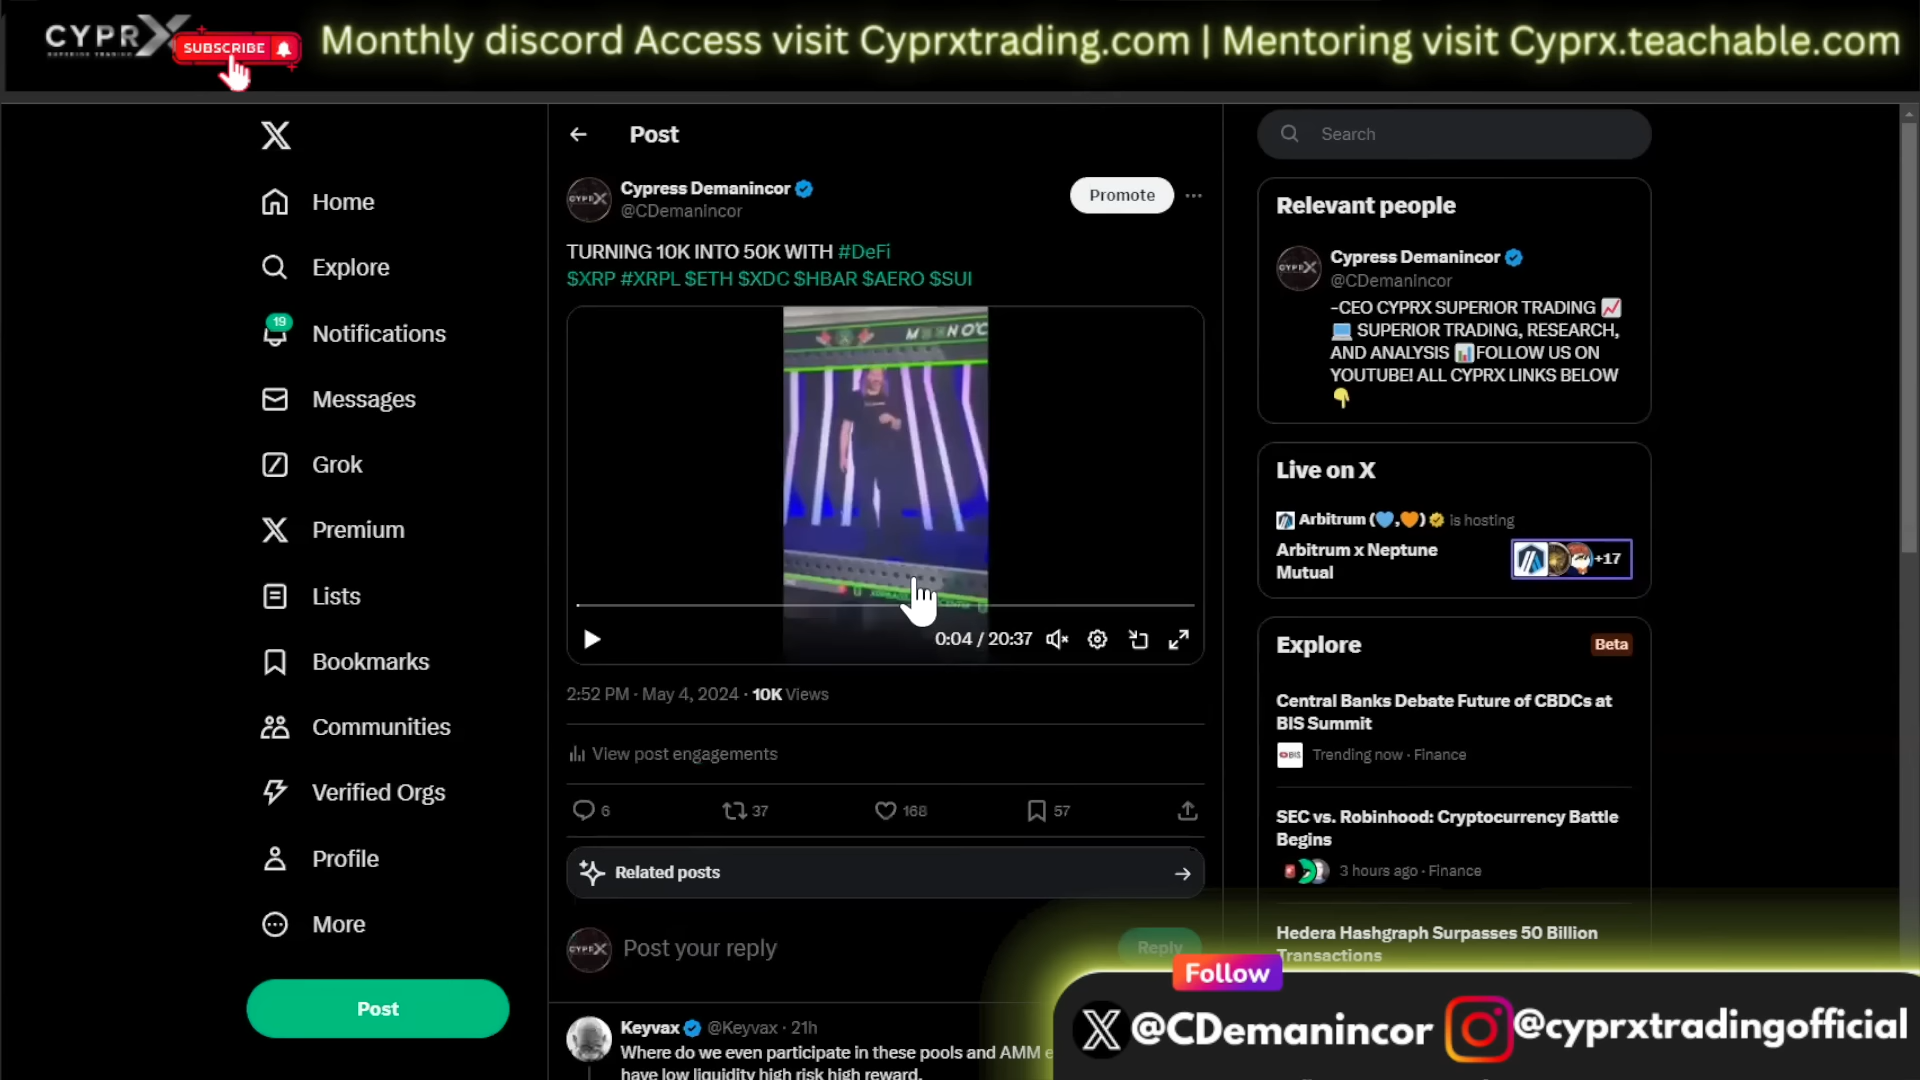 CYPRX
SUPERIOR TRADING
SUBSCRIBE
Monthly discord Access visit Cyprxtrading.com | Mentoring visit Cyprx.teachable.com
Home
Explore
19
Notifications
Messages
Grok
Premium
Lists
Bookmarks
Communities
Verified Orgs
Profile
More
Post
Post
Cypress Demanincor
@CDemanincor
Promote
TURNING 10K INTO 50K WITH #DeFi
$XRP #XRPL $ETH $XDC $HBAR $AERO $SUI
0:04 / 20:37
2:52 PM · May 4, 2024 · 10K Views
View post engagements
6
37
168
57
Related posts
CYPRX
Post your reply
Reply
Keyvax @Keyvax · 21h
Where do we even participate in these pools and AMM
have low liquidity high risk high reward.
Search
Relevant people
CYPRX
Cypress Demanincor
@CDemanincor
-CEO CYPRX SUPERIOR TRADING
SUPERIOR TRADING, RESEARCH,
AND ANALYSIS FOLLOW US ON
YOUTUBE! ALL CYPRX LINKS BELOW
Live on X
Arbitrum (💙,🧡) is hosting
Arbitrum x Neptune
Mutual
+17
Explore
Beta
Central Banks Debate Future of CBDCs at
BIS Summit
BIS
Trending now · Finance
SEC vs. Robinhood: Cryptocurrency Battle
Begins
3 hours ago · Finance
Hedera Hashgraph Surpasses 50 Billion
Transactions
Follow
@CDemanincor
@cyprxtradingofficial